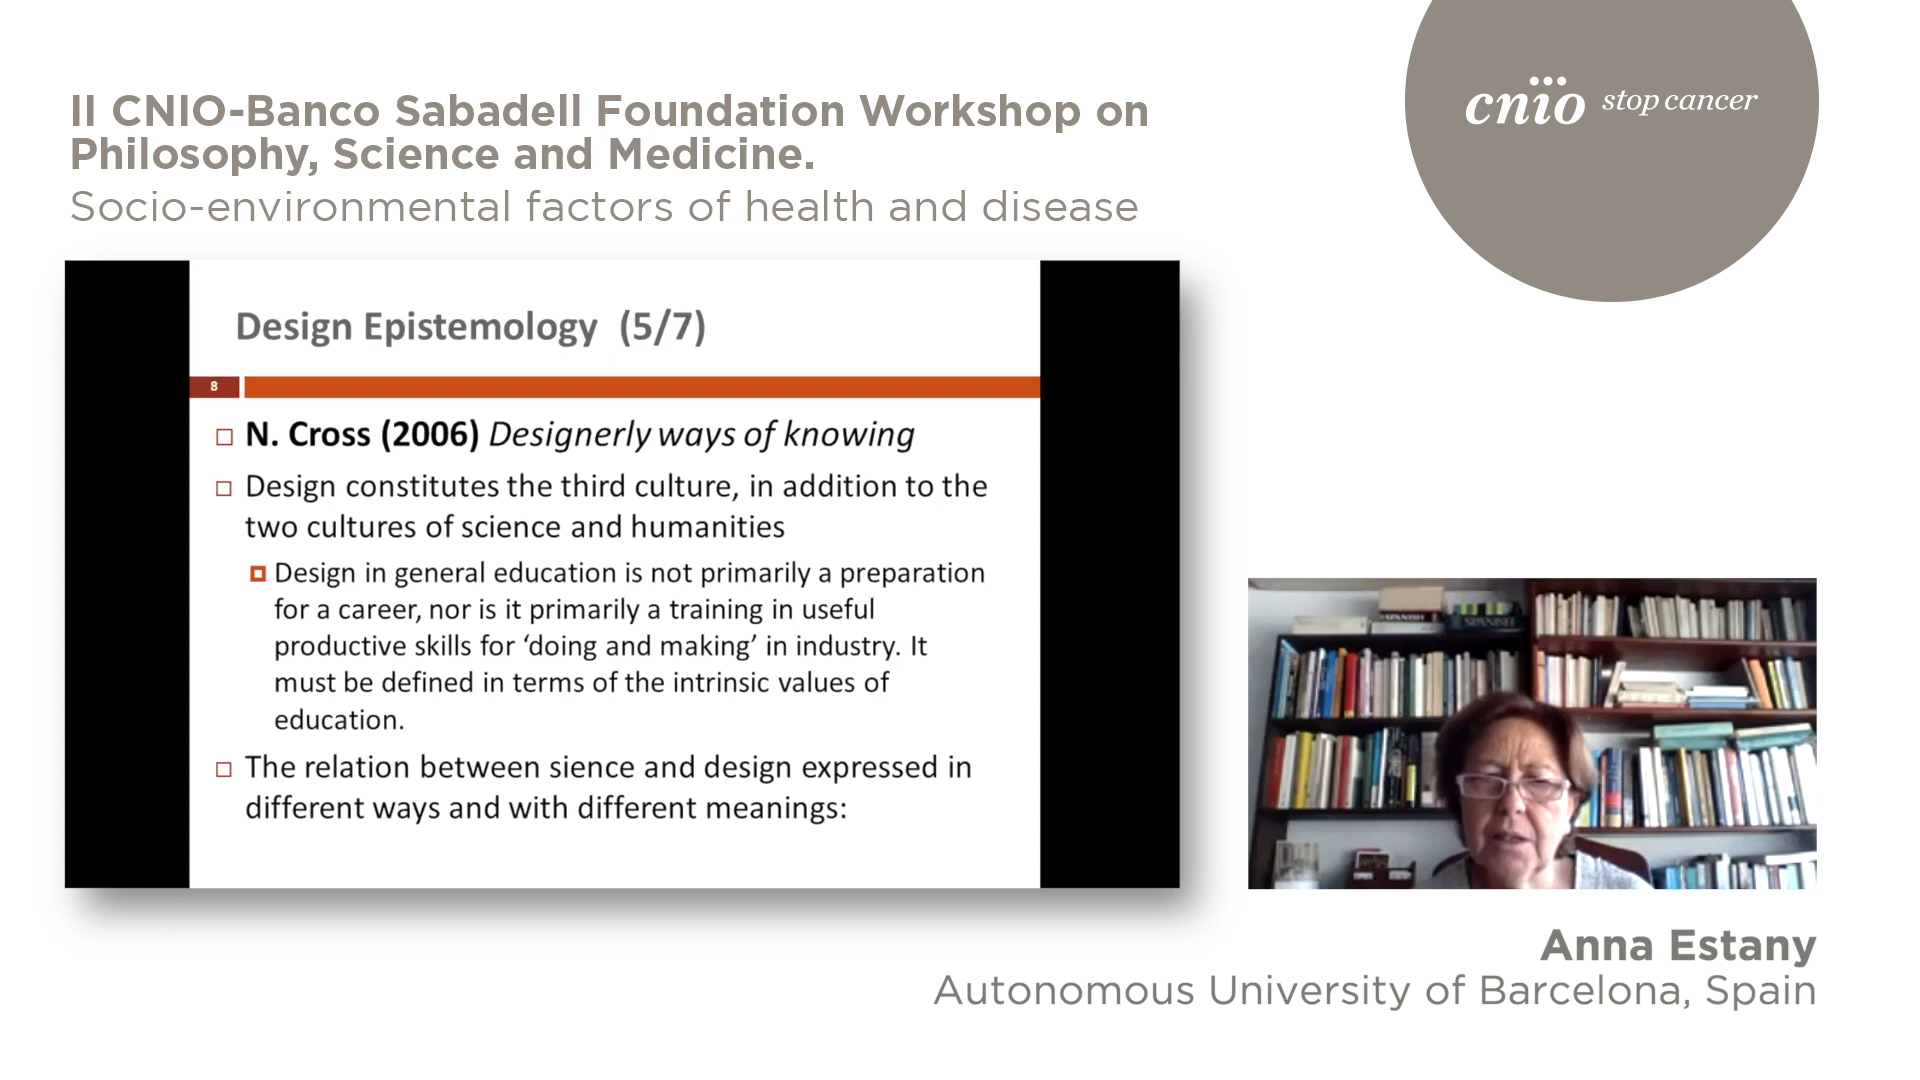 II CNIO-Banco Sabadell Foundation Workshop on
Philosophy, Science and Medicine.
Socio-environmental factors of health and disease
cnio stop cancer
Design Epistemology (5/7)
8
N. Cross (2006) Designerly ways of knowing
Design constitutes the third culture, in addition to the
two cultures of science and humanities
Design in general education is not primarily a preparation
for a career, nor is it primarily a training in useful
productive skills for ‘doing and making’ in industry. It
must be defined in terms of the intrinsic values of
education.
The relation between sience and design expressed in
different ways and with different meanings:
SPANISH
SPANISH
Anna Estany
Autonomous University of Barcelona, Spain